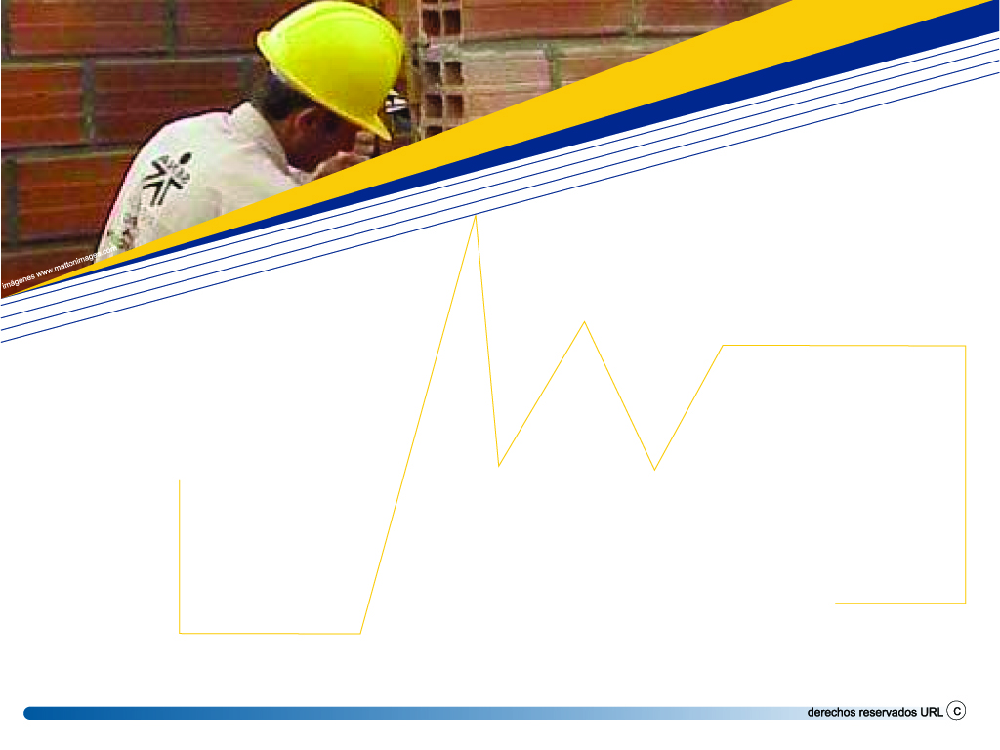 imágenes www.mattonimages.com
derechos reservados URL C